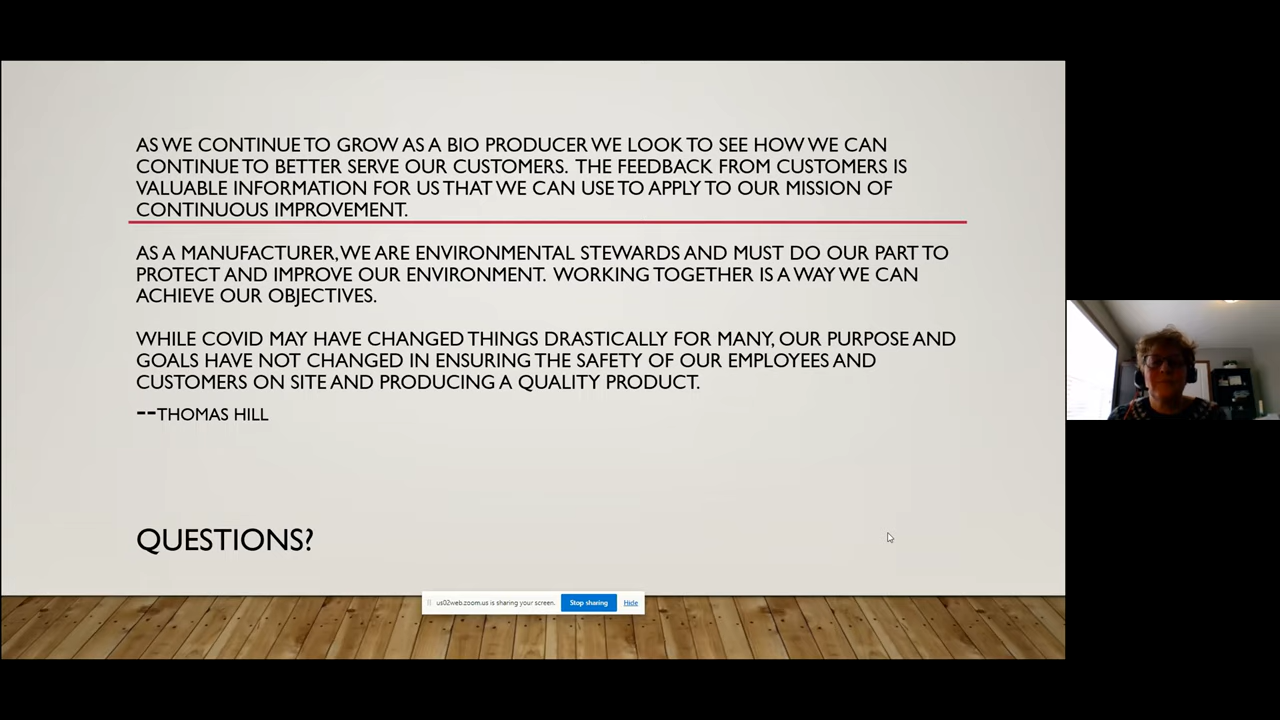 AS WE CONTINUE TO GROW AS A BIO PRODUCER WE LOOK TO SEE HOW WE CAN
CONTINUE TO BETTER SERVE OUR CUSTOMERS. THE FEEDBACK FROM CUSTOMERS IS
VALUABLE INFORMATION FOR US THAT WE CAN USE TO APPLY TO OUR MISSION OF
CONTINUOUS IMPROVEMENT.
AS A MANUFACTURER, WE ARE ENVIRONMENTAL STEWARDS AND MUST DO OUR PART TO
PROTECT AND IMPROVE OUR ENVIRONMENT. WORKING TOGETHER IS A WAY WE CAN
ACHIEVE OUR OBJECTIVES.
WHILE COVID MAY HAVE CHANGED THINGS DRASTICALLY FOR MANY, OUR PURPOSE AND
GOALS HAVE NOT CHANGED IN ENSURING THE SAFETY OF OUR EMPLOYEES AND
CUSTOMERS ON SITE AND PRODUCING A QUALITY PRODUCT.
--THOMAS HILL
QUESTIONS?
us02web.zoom.us is sharing your screen. Stop sharing Hide